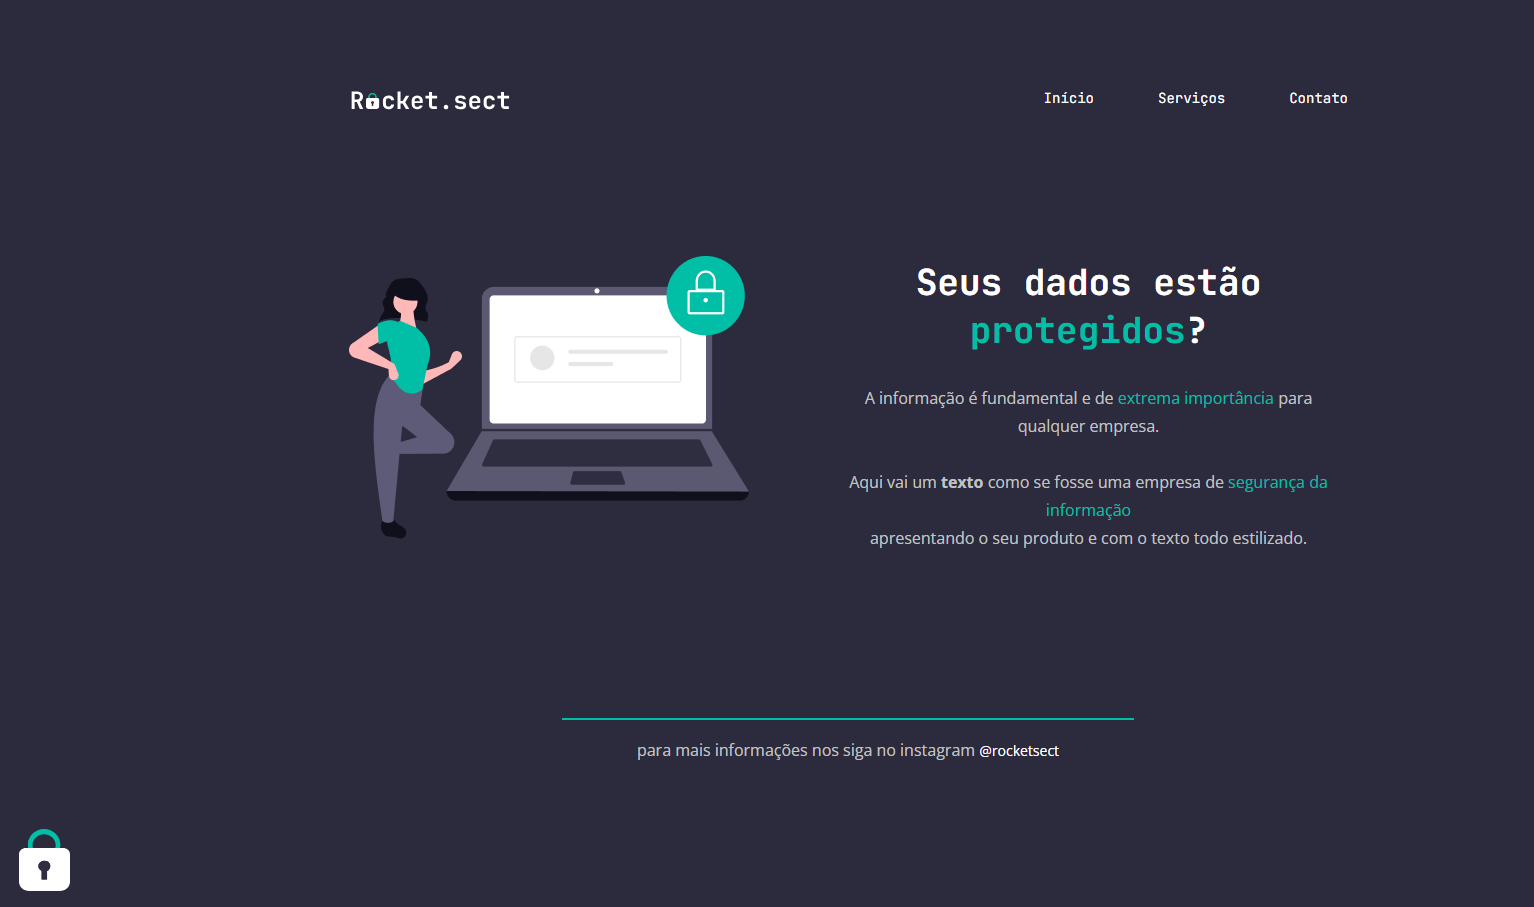 Rocket.sect
Início Serviços Contato
Seus dados estão
protegidos?
A informação é fundamental e de extrema importância para
qualquer empresa.
Aqui vai um texto como se fosse uma empresa de segurança da
informação
apresentando o seu produto e com o texto todo estilizado.
para mais informações nos siga no instagram @rocketsect